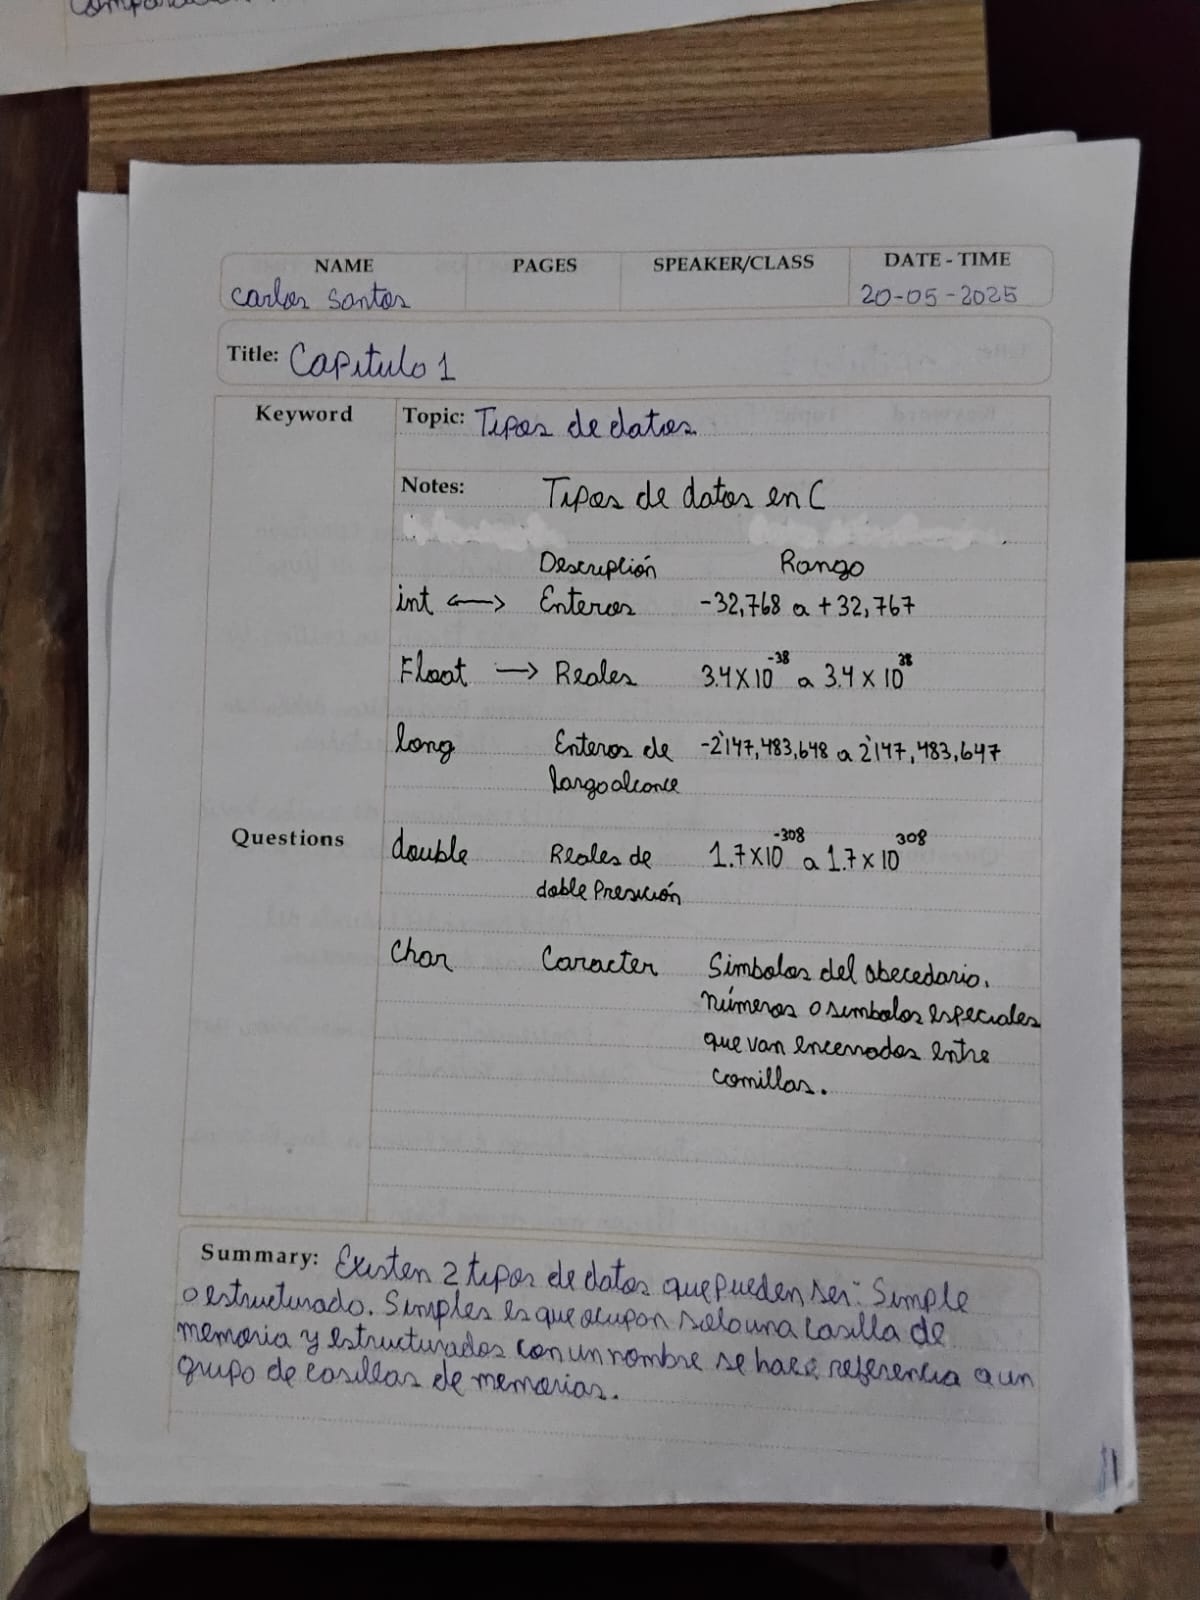 NAME PAGES SPEAKER/CLASS DATE - TIME
Carlos Santos 20-05-2025
Title: Capitulo 1
Keyword Topic: Tipos de datos
Notes: Tipos de datos en C
Descripción Rango
int <-> Enteros -32,768 a +32,767
Float -> Reales 3.4 X 10^-38 a 3.4 X 10^38
long Enteros de -2'147,483,648 a 2'147,483,647
largo alcance
Questions double Reales de 1.7 X 10^-308 a 1.7 X 10^308
doble Presición
Char Caracter Simbolos del abecedario,
números o simbolos especiales
que van encerrados entre
comillas.
Summary: Existen 2 tipos de datos que pueden ser: Simple
o estructurado. Simples es que ocupan solo una casilla de
memoria y estructurados con un nombre se hace referencia a un
grupo de casillas de memorias.